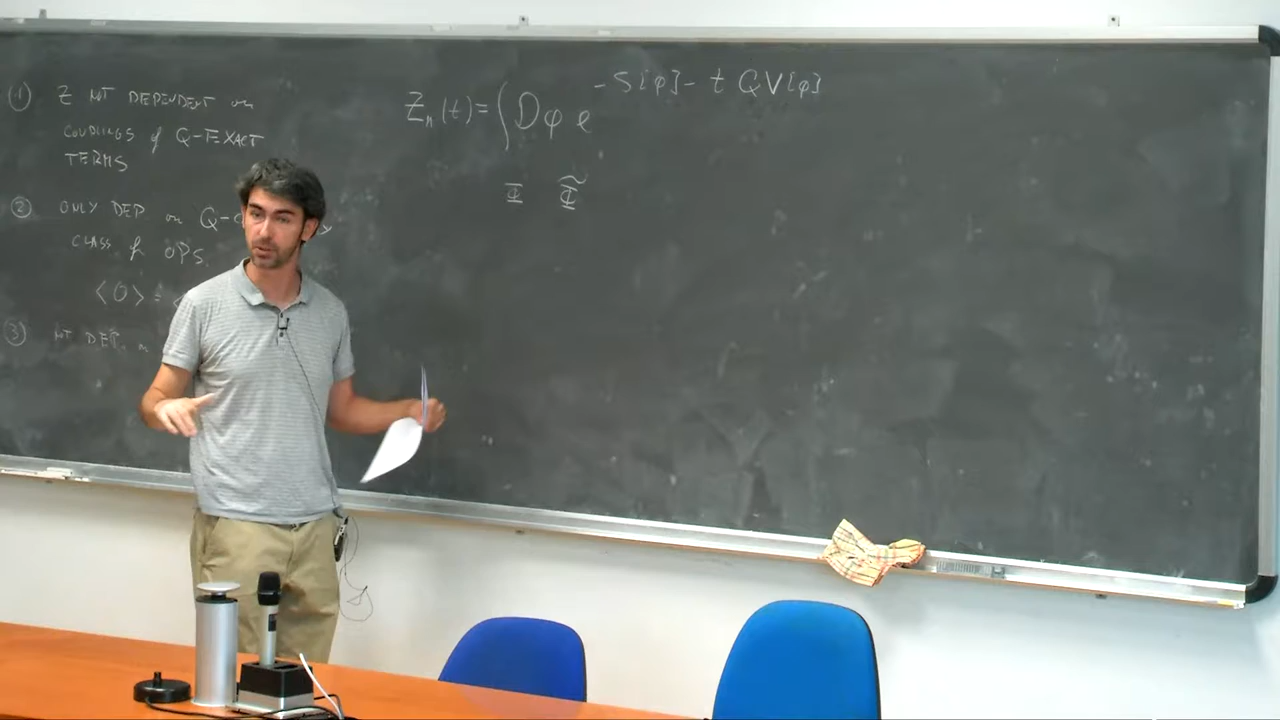 (1) Z NOT DEPENDENT on
COUPLINGS of Q-EXACT
TERMS
(2) ONLY DEP on Q-
CLASS of OPS.
<O> =
(3) NOT DEP. on
Z_n(t) = ∫ Dφ e^{-S[φ] - t QV[φ]}
Φ Φ̃